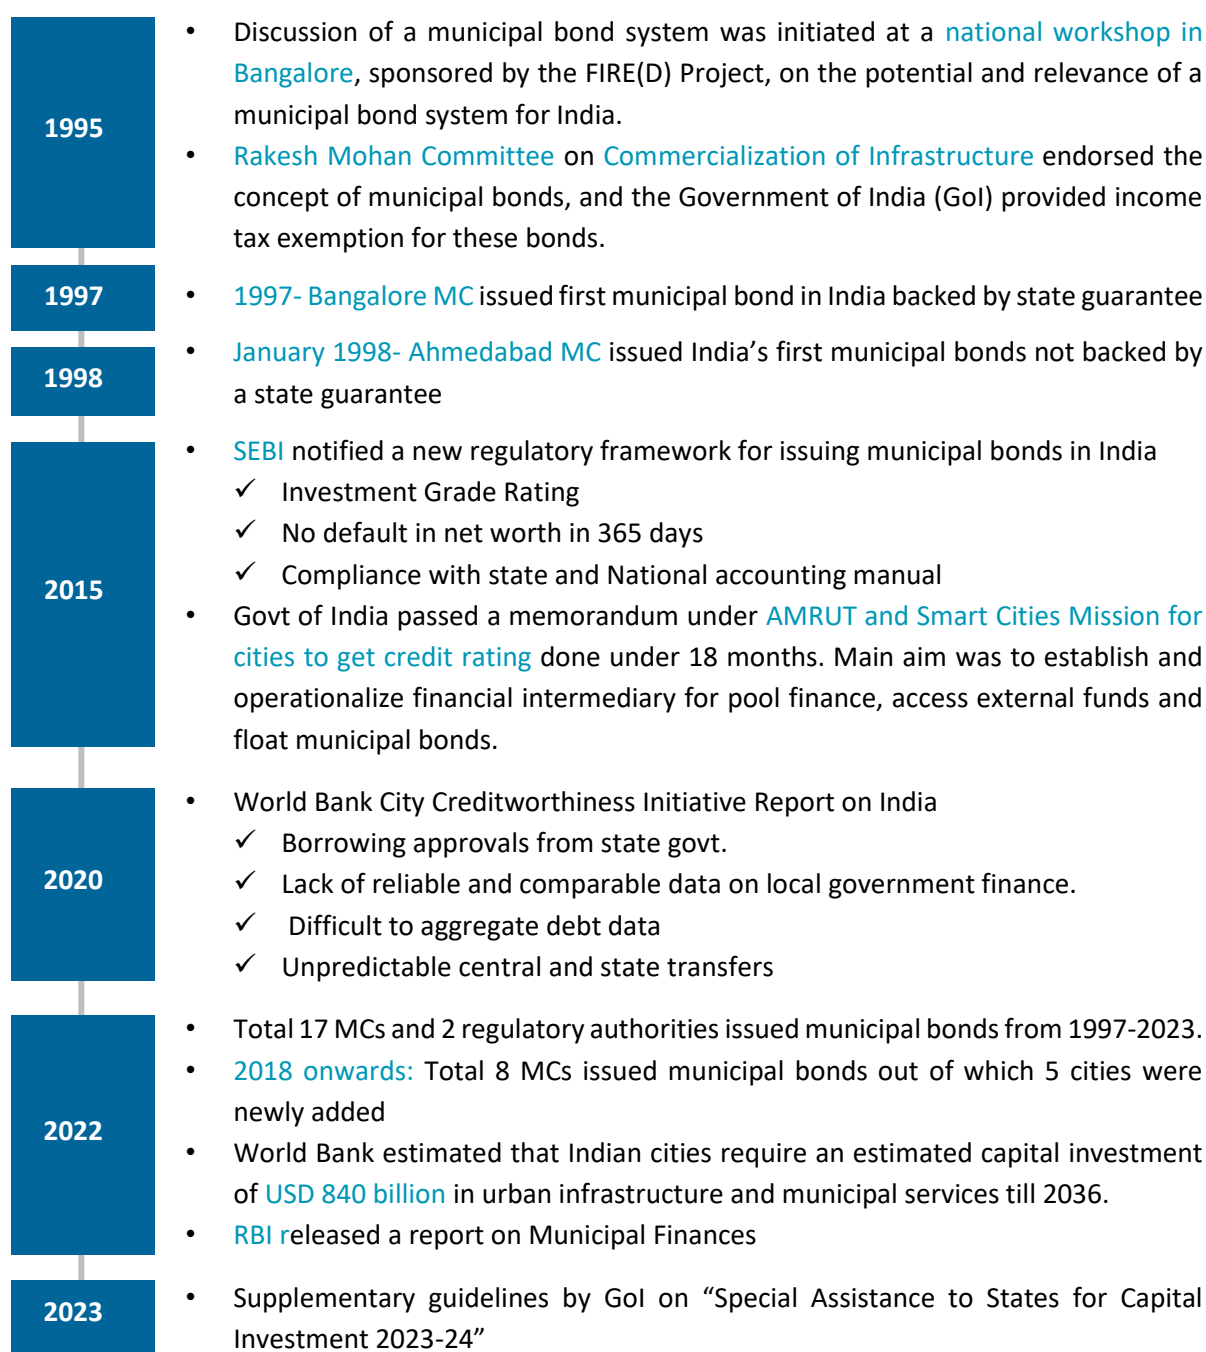 1995
• Discussion of a municipal bond system was initiated at a national workshop in
Bangalore, sponsored by the FIRE(D) Project, on the potential and relevance of a
municipal bond system for India.
• Rakesh Mohan Committee on Commercialization of Infrastructure endorsed the
concept of municipal bonds, and the Government of India (GoI) provided income
tax exemption for these bonds.
1997
• 1997- Bangalore MC issued first municipal bond in India backed by state guarantee
1998
• January 1998- Ahmedabad MC issued India’s first municipal bonds not backed by
a state guarantee
2015
• SEBI notified a new regulatory framework for issuing municipal bonds in India
✓ Investment Grade Rating
✓ No default in net worth in 365 days
✓ Compliance with state and National accounting manual
• Govt of India passed a memorandum under AMRUT and Smart Cities Mission for
cities to get credit rating done under 18 months. Main aim was to establish and
operationalize financial intermediary for pool finance, access external funds and
float municipal bonds.
2020
• World Bank City Creditworthiness Initiative Report on India
✓ Borrowing approvals from state govt.
✓ Lack of reliable and comparable data on local government finance.
✓ Difficult to aggregate debt data
✓ Unpredictable central and state transfers
2022
• Total 17 MCs and 2 regulatory authorities issued municipal bonds from 1997-2023.
• 2018 onwards: Total 8 MCs issued municipal bonds out of which 5 cities were
newly added
• World Bank estimated that Indian cities require an estimated capital investment
of USD 840 billion in urban infrastructure and municipal services till 2036.
• RBI released a report on Municipal Finances
2023
• Supplementary guidelines by GoI on “Special Assistance to States for Capital
Investment 2023-24”